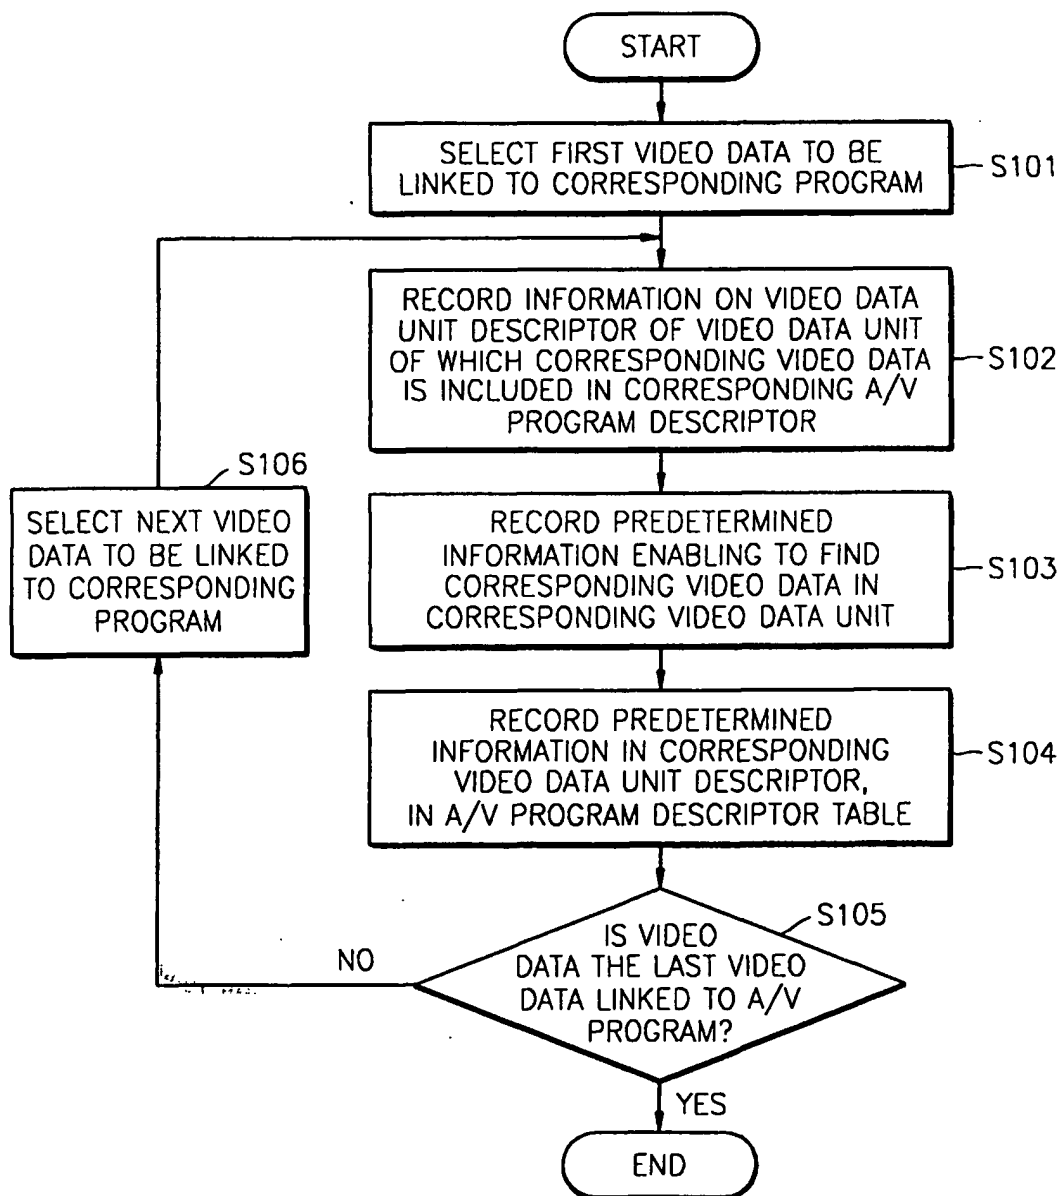 START
SELECT FIRST VIDEO DATA TO BE
LINKED TO CORRESPONDING PROGRAM
S101
RECORD INFORMATION ON VIDEO DATA
UNIT DESCRIPTOR OF VIDEO DATA UNIT
OF WHICH CORRESPONDING VIDEO DATA
IS INCLUDED IN CORRESPONDING A/V
PROGRAM DESCRIPTOR
S102
S106
SELECT NEXT VIDEO
DATA TO BE LINKED
TO CORRESPONDING
PROGRAM
RECORD PREDETERMINED
INFORMATION ENABLING TO FIND
CORRESPONDING VIDEO DATA IN
CORRESPONDING VIDEO DATA UNIT
S103
RECORD PREDETERMINED
INFORMATION IN CORRESPONDING
VIDEO DATA UNIT DESCRIPTOR,
IN A/V PROGRAM DESCRIPTOR TABLE
S104
S105
IS VIDEO
DATA THE LAST VIDEO
DATA LINKED TO A/V
PROGRAM?
NO
YES
END